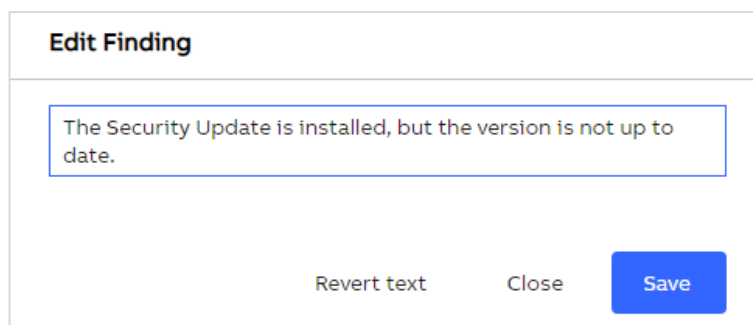 Edit Finding
The Security Update is installed, but the version is not up to
date.
Revert text Close Save